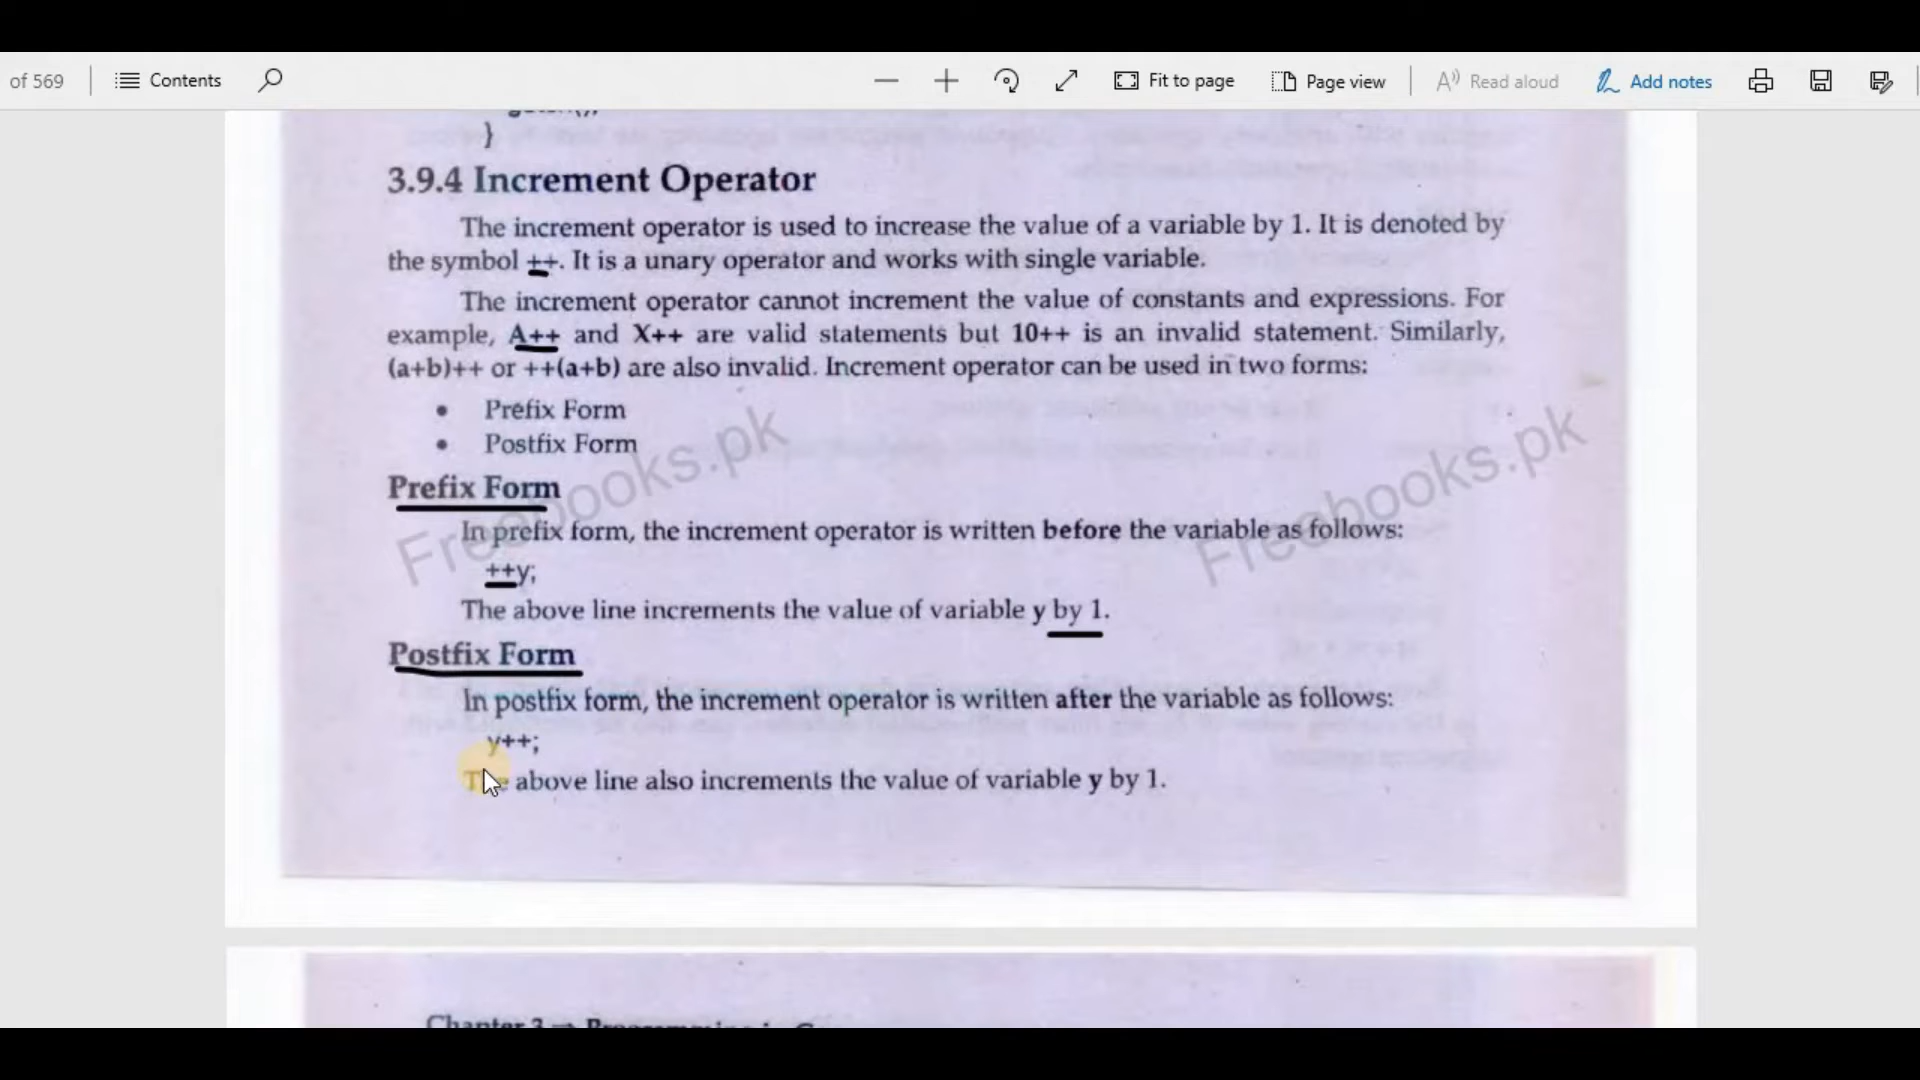 of 569 Contents Fit to page Page view Read aloud Add notes
}
3.9.4 Increment Operator
The increment operator is used to increase the value of a variable by 1. It is denoted by
the symbol ++. It is a unary operator and works with single variable.
The increment operator cannot increment the value of constants and expressions. For
example, A++ and X++ are valid statements but 10++ is an invalid statement. Similarly,
(a+b)++ or ++(a+b) are also invalid. Increment operator can be used in two forms:
• Prefix Form
• Postfix Form
Prefix Form
In prefix form, the increment operator is written before the variable as follows:
++y;
The above line increments the value of variable y by 1.
Postfix Form
In postfix form, the increment operator is written after the variable as follows:
y++;
The above line also increments the value of variable y by 1.
Freebooks.pk
Freebooks.pk
Chapter 3